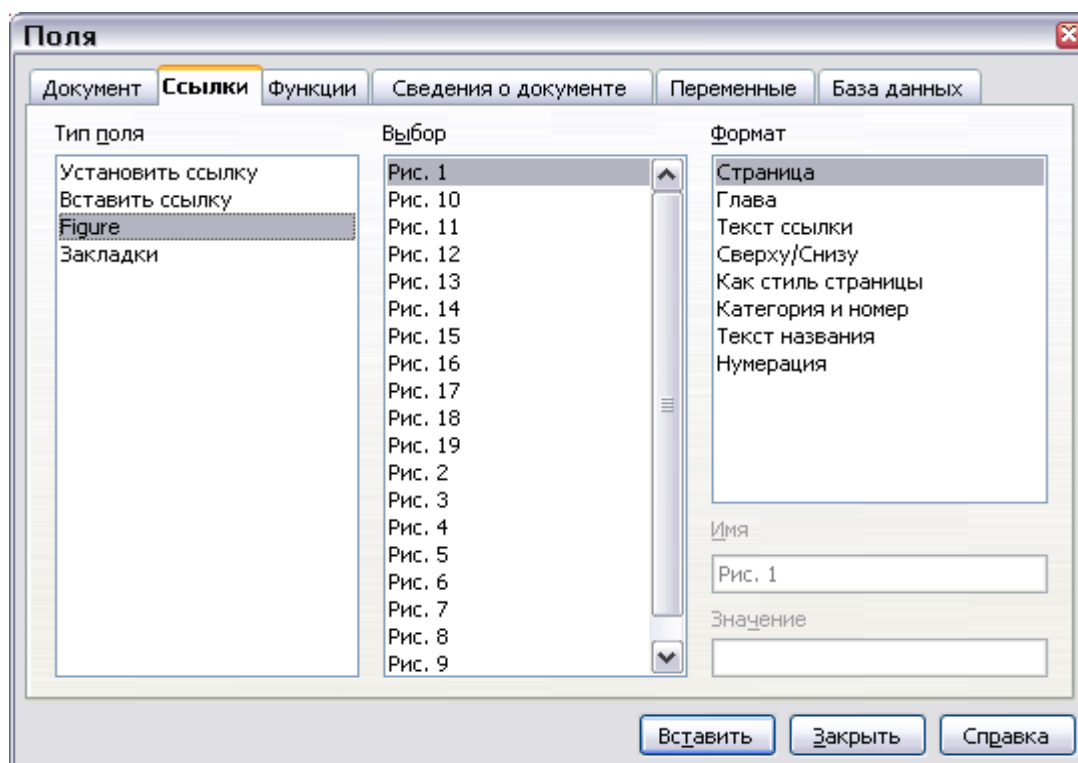 Поля
Документ Ссылки Функции Сведения о документе Переменные База данных
Тип поля
Установить ссылку
Вставить ссылку
Figure
Закладки
Выбор
Рис. 1
Рис. 10
Рис. 11
Рис. 12
Рис. 13
Рис. 14
Рис. 15
Рис. 16
Рис. 17
Рис. 18
Рис. 19
Рис. 2
Рис. 3
Рис. 4
Рис. 5
Рис. 6
Рис. 7
Рис. 8
Рис. 9
Формат
Страница
Глава
Текст ссылки
Сверху/Снизу
Как стиль страницы
Категория и номер
Текст названия
Нумерация
Имя
Рис. 1
Значение
Вставить Закрыть Справка